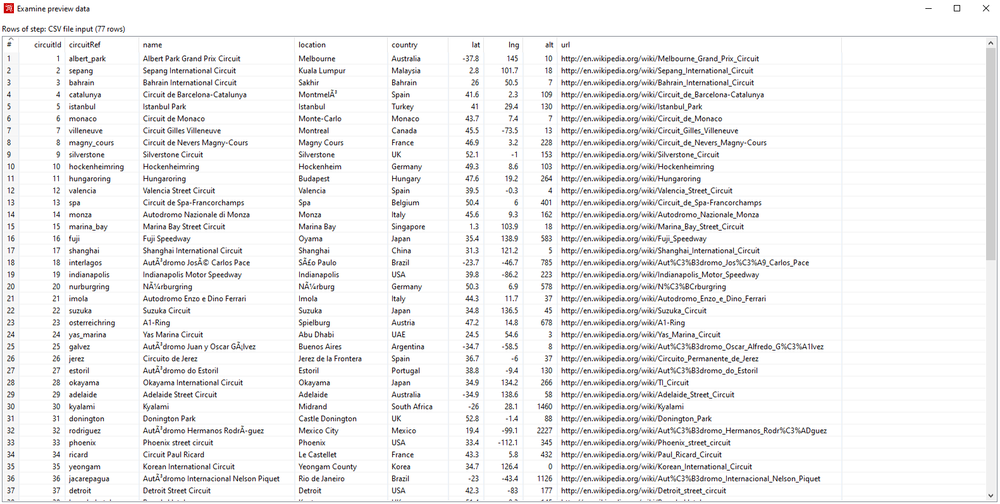 Examine preview data
Rows of step: CSV file input (77 rows)
# circuitId circuitRef name location country lat lng alt url
1 1 albert_park Albert Park Grand Prix Circuit Melbourne Australia -37.8 145 10 http://en.wikipedia.org/wiki/Melbourne_Grand_Prix_Circuit
2 2 sepang Sepang International Circuit Kuala Lumpur Malaysia 2.8 101.7 18 http://en.wikipedia.org/wiki/Sepang_International_Circuit
3 3 bahrain Bahrain International Circuit Sakhir Bahrain 26 50.5 7 http://en.wikipedia.org/wiki/Bahrain_International_Circuit
4 4 catalunya Circuit de Barcelona-Catalunya MontmelÃ³ Spain 41.6 2.3 109 http://en.wikipedia.org/wiki/Circuit_de_Barcelona-Catalunya
5 5 istanbul Istanbul Park Istanbul Turkey 41 29.4 130 http://en.wikipedia.org/wiki/Istanbul_Park
6 6 monaco Circuit de Monaco Monte-Carlo Monaco 43.7 7.4 7 http://en.wikipedia.org/wiki/Circuit_de_Monaco
7 7 villeneuve Circuit Gilles Villeneuve Montreal Canada 45.5 -73.5 13 http://en.wikipedia.org/wiki/Circuit_Gilles_Villeneuve
8 8 magny_cours Circuit de Nevers Magny-Cours Magny Cours France 46.9 3.2 228 http://en.wikipedia.org/wiki/Circuit_de_Nevers_Magny-Cours
9 9 silverstone Silverstone Circuit Silverstone UK 52.1 -1 153 http://en.wikipedia.org/wiki/Silverstone_Circuit
10 10 hockenheimring Hockenheimring Hockenheim Germany 49.3 8.6 103 http://en.wikipedia.org/wiki/Hockenheimring
11 11 hungaroring Hungaroring Budapest Hungary 47.6 19.2 264 http://en.wikipedia.org/wiki/Hungaroring
12 12 valencia Valencia Street Circuit Valencia Spain 39.5 -0.3 4 http://en.wikipedia.org/wiki/Valencia_Street_Circuit
13 13 spa Circuit de Spa-Francorchamps Spa Belgium 50.4 6 401 http://en.wikipedia.org/wiki/Circuit_de_Spa-Francorchamps
14 14 monza Autodromo Nazionale di Monza Monza Italy 45.6 9.3 162 http://en.wikipedia.org/wiki/Autodromo_Nazionale_Monza
15 15 marina_bay Marina Bay Street Circuit Marina Bay Singapore 1.3 103.9 18 http://en.wikipedia.org/wiki/Marina_Bay_Street_Circuit
16 16 fuji Fuji Speedway Oyama Japan 35.4 138.9 583 http://en.wikipedia.org/wiki/Fuji_Speedway
17 17 shanghai Shanghai International Circuit Shanghai China 31.3 121.2 5 http://en.wikipedia.org/wiki/Shanghai_International_Circuit
18 18 interlagos AutÃ³dromo JosÃ© Carlos Pace SÃ£o Paulo Brazil -23.7 -46.7 785 http://en.wikipedia.org/wiki/Aut%C3%B3dromo_Jos%C3%A9_Carlos_Pace
19 19 indianapolis Indianapolis Motor Speedway Indianapolis USA 39.8 -86.2 223 http://en.wikipedia.org/wiki/Indianapolis_Motor_Speedway
20 20 nurburgring NÃ¼rburgring NÃ¼rburg Germany 50.3 6.9 578 http://en.wikipedia.org/wiki/N%C3%BCrburgring
21 21 imola Autodromo Enzo e Dino Ferrari Imola Italy 44.3 11.7 37 http://en.wikipedia.org/wiki/Autodromo_Enzo_e_Dino_Ferrari
22 22 suzuka Suzuka Circuit Suzuka Japan 34.8 136.5 45 http://en.wikipedia.org/wiki/Suzuka_Circuit
23 23 osterreichring A1-Ring Spielburg Austria 47.2 14.8 678 http://en.wikipedia.org/wiki/A1-Ring
24 24 yas_marina Yas Marina Circuit Abu Dhabi UAE 24.5 54.6 3 http://en.wikipedia.org/wiki/Yas_Marina_Circuit
25 25 galvez AutÃ³dromo Juan y Oscar GÃ¡lvez Buenos Aires Argentina -34.7 -58.5 8 http://en.wikipedia.org/wiki/Aut%C3%B3dromo_Oscar_Alfredo_G%C3%A1lvez
26 26 jerez Circuito de Jerez Jerez de la Frontera Spain 36.7 -6 37 http://en.wikipedia.org/wiki/Circuito_Permanente_de_Jerez
27 27 estoril AutÃ³dromo do Estoril Estoril Portugal 38.8 -9.4 130 http://en.wikipedia.org/wiki/Aut%C3%B3dromo_do_Estoril
28 28 okayama Okayama International Circuit Okayama Japan 34.9 134.2 266 http://en.wikipedia.org/wiki/TI_Circuit
29 29 adelaide Adelaide Street Circuit Adelaide Australia -34.9 138.6 58 http://en.wikipedia.org/wiki/Adelaide_Street_Circuit
30 30 kyalami Kyalami Midrand South Africa -26 28.1 1460 http://en.wikipedia.org/wiki/Kyalami
31 31 donington Donington Park Castle Donington UK 52.8 -1.4 88 http://en.wikipedia.org/wiki/Donington_Park
32 32 rodriguez AutÃ³dromo Hermanos RodrÃ-guez Mexico City Mexico 19.4 -99.1 2227 http://en.wikipedia.org/wiki/Aut%C3%B3dromo_Hermanos_Rodr%C3%ADguez
33 33 phoenix Phoenix street circuit Phoenix USA 33.4 -112.1 345 http://en.wikipedia.org/wiki/Phoenix_street_circuit
34 34 ricard Circuit Paul Ricard Le Castellet France 43.3 5.8 432 http://en.wikipedia.org/wiki/Paul_Ricard_Circuit
35 35 yeongam Korean International Circuit Yeongam County Korea 34.7 126.4 0 http://en.wikipedia.org/wiki/Korean_International_Circuit
36 36 jacarepagua AutÃ³dromo Internacional Nelson Piquet Rio de Janeiro Brazil -23 -43.4 1126 http://en.wikipedia.org/wiki/Aut%C3%B3dromo_Internacional_Nelson_Piquet
37 37 detroit Detroit Street Circuit Detroit USA 42.3 -83 177 http://en.wikipedia.org/wiki/Detroit_street_circuit